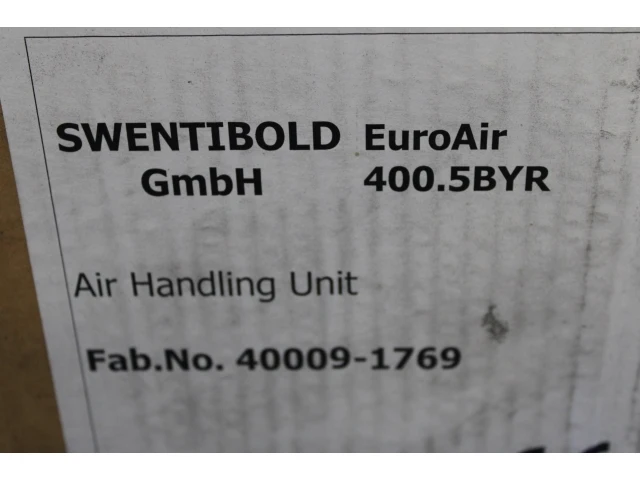 SWENTIBOLD EuroAir
GmbH 400.5BYR
Air Handling Unit
Fab.No. 40009-1769